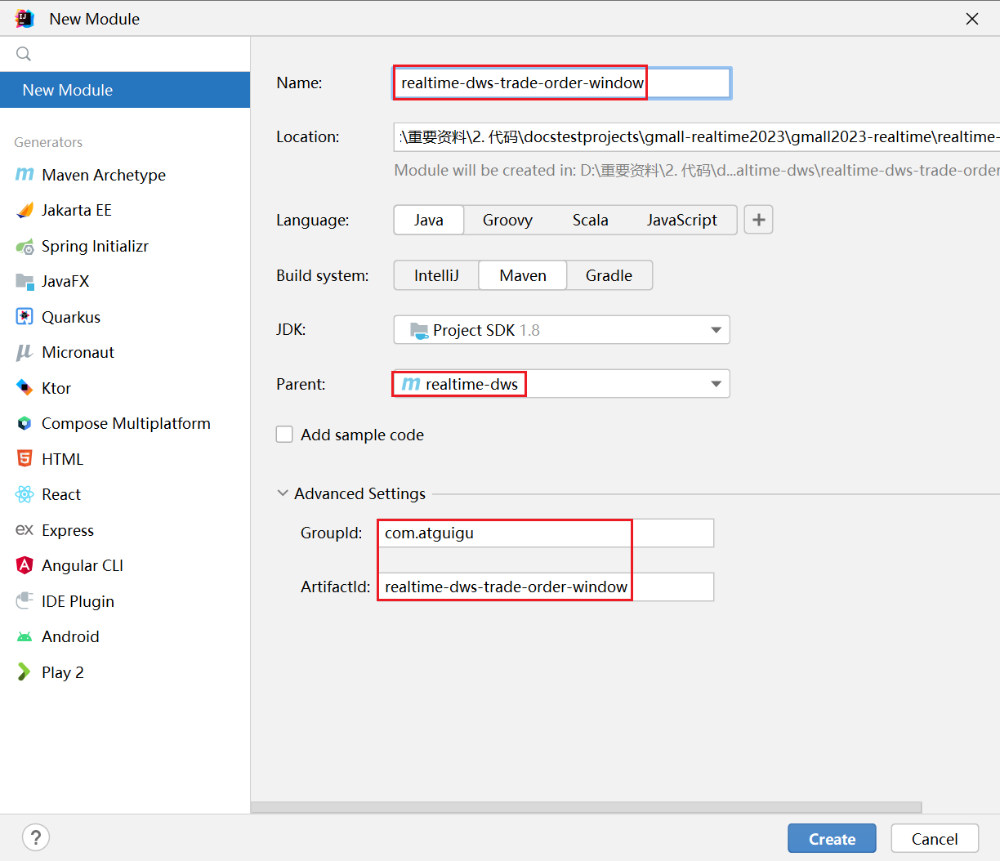 New Module
New Module
Generators
Maven Archetype
Jakarta EE
Spring Initializr
JavaFX
Quarkus
Micronaut
Ktor
Compose Multiplatform
HTML
React
Express
Angular CLI
IDE Plugin
Android
Play 2
Name: realtime-dws-trade-order-window
Location: :\重要资料\2. 代码\docstestprojects\gmall-realtime2023\gmall2023-realtime\realtime-
Module will be created in: D:\重要资料\2. 代码\d...altime-dws\realtime-dws-trade-order
Language: Java Groovy Scala JavaScript +
Build system: IntelliJ Maven Gradle
JDK: Project SDK 1.8
Parent: realtime-dws
Add sample code
Advanced Settings
GroupId: com.atguigu
ArtifactId: realtime-dws-trade-order-window
? Create Cancel